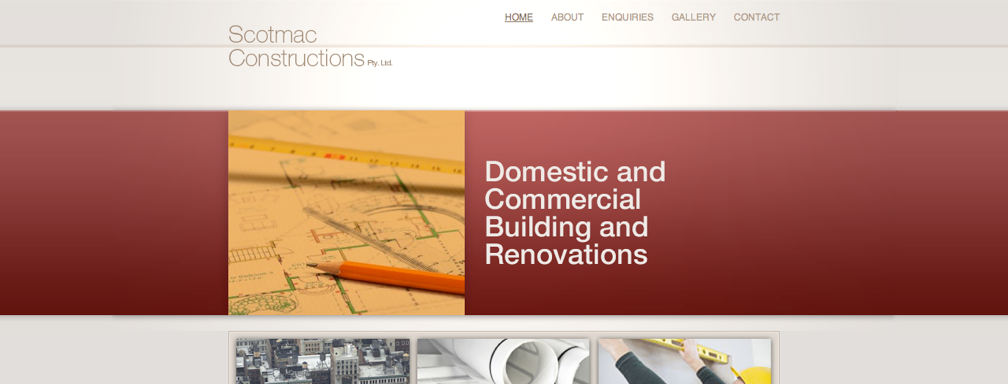 HOME ABOUT ENQUIRIES GALLERY CONTACT
Scotmac
Constructions Pty. Ltd.
Domestic and
Commercial
Building and
Renovations